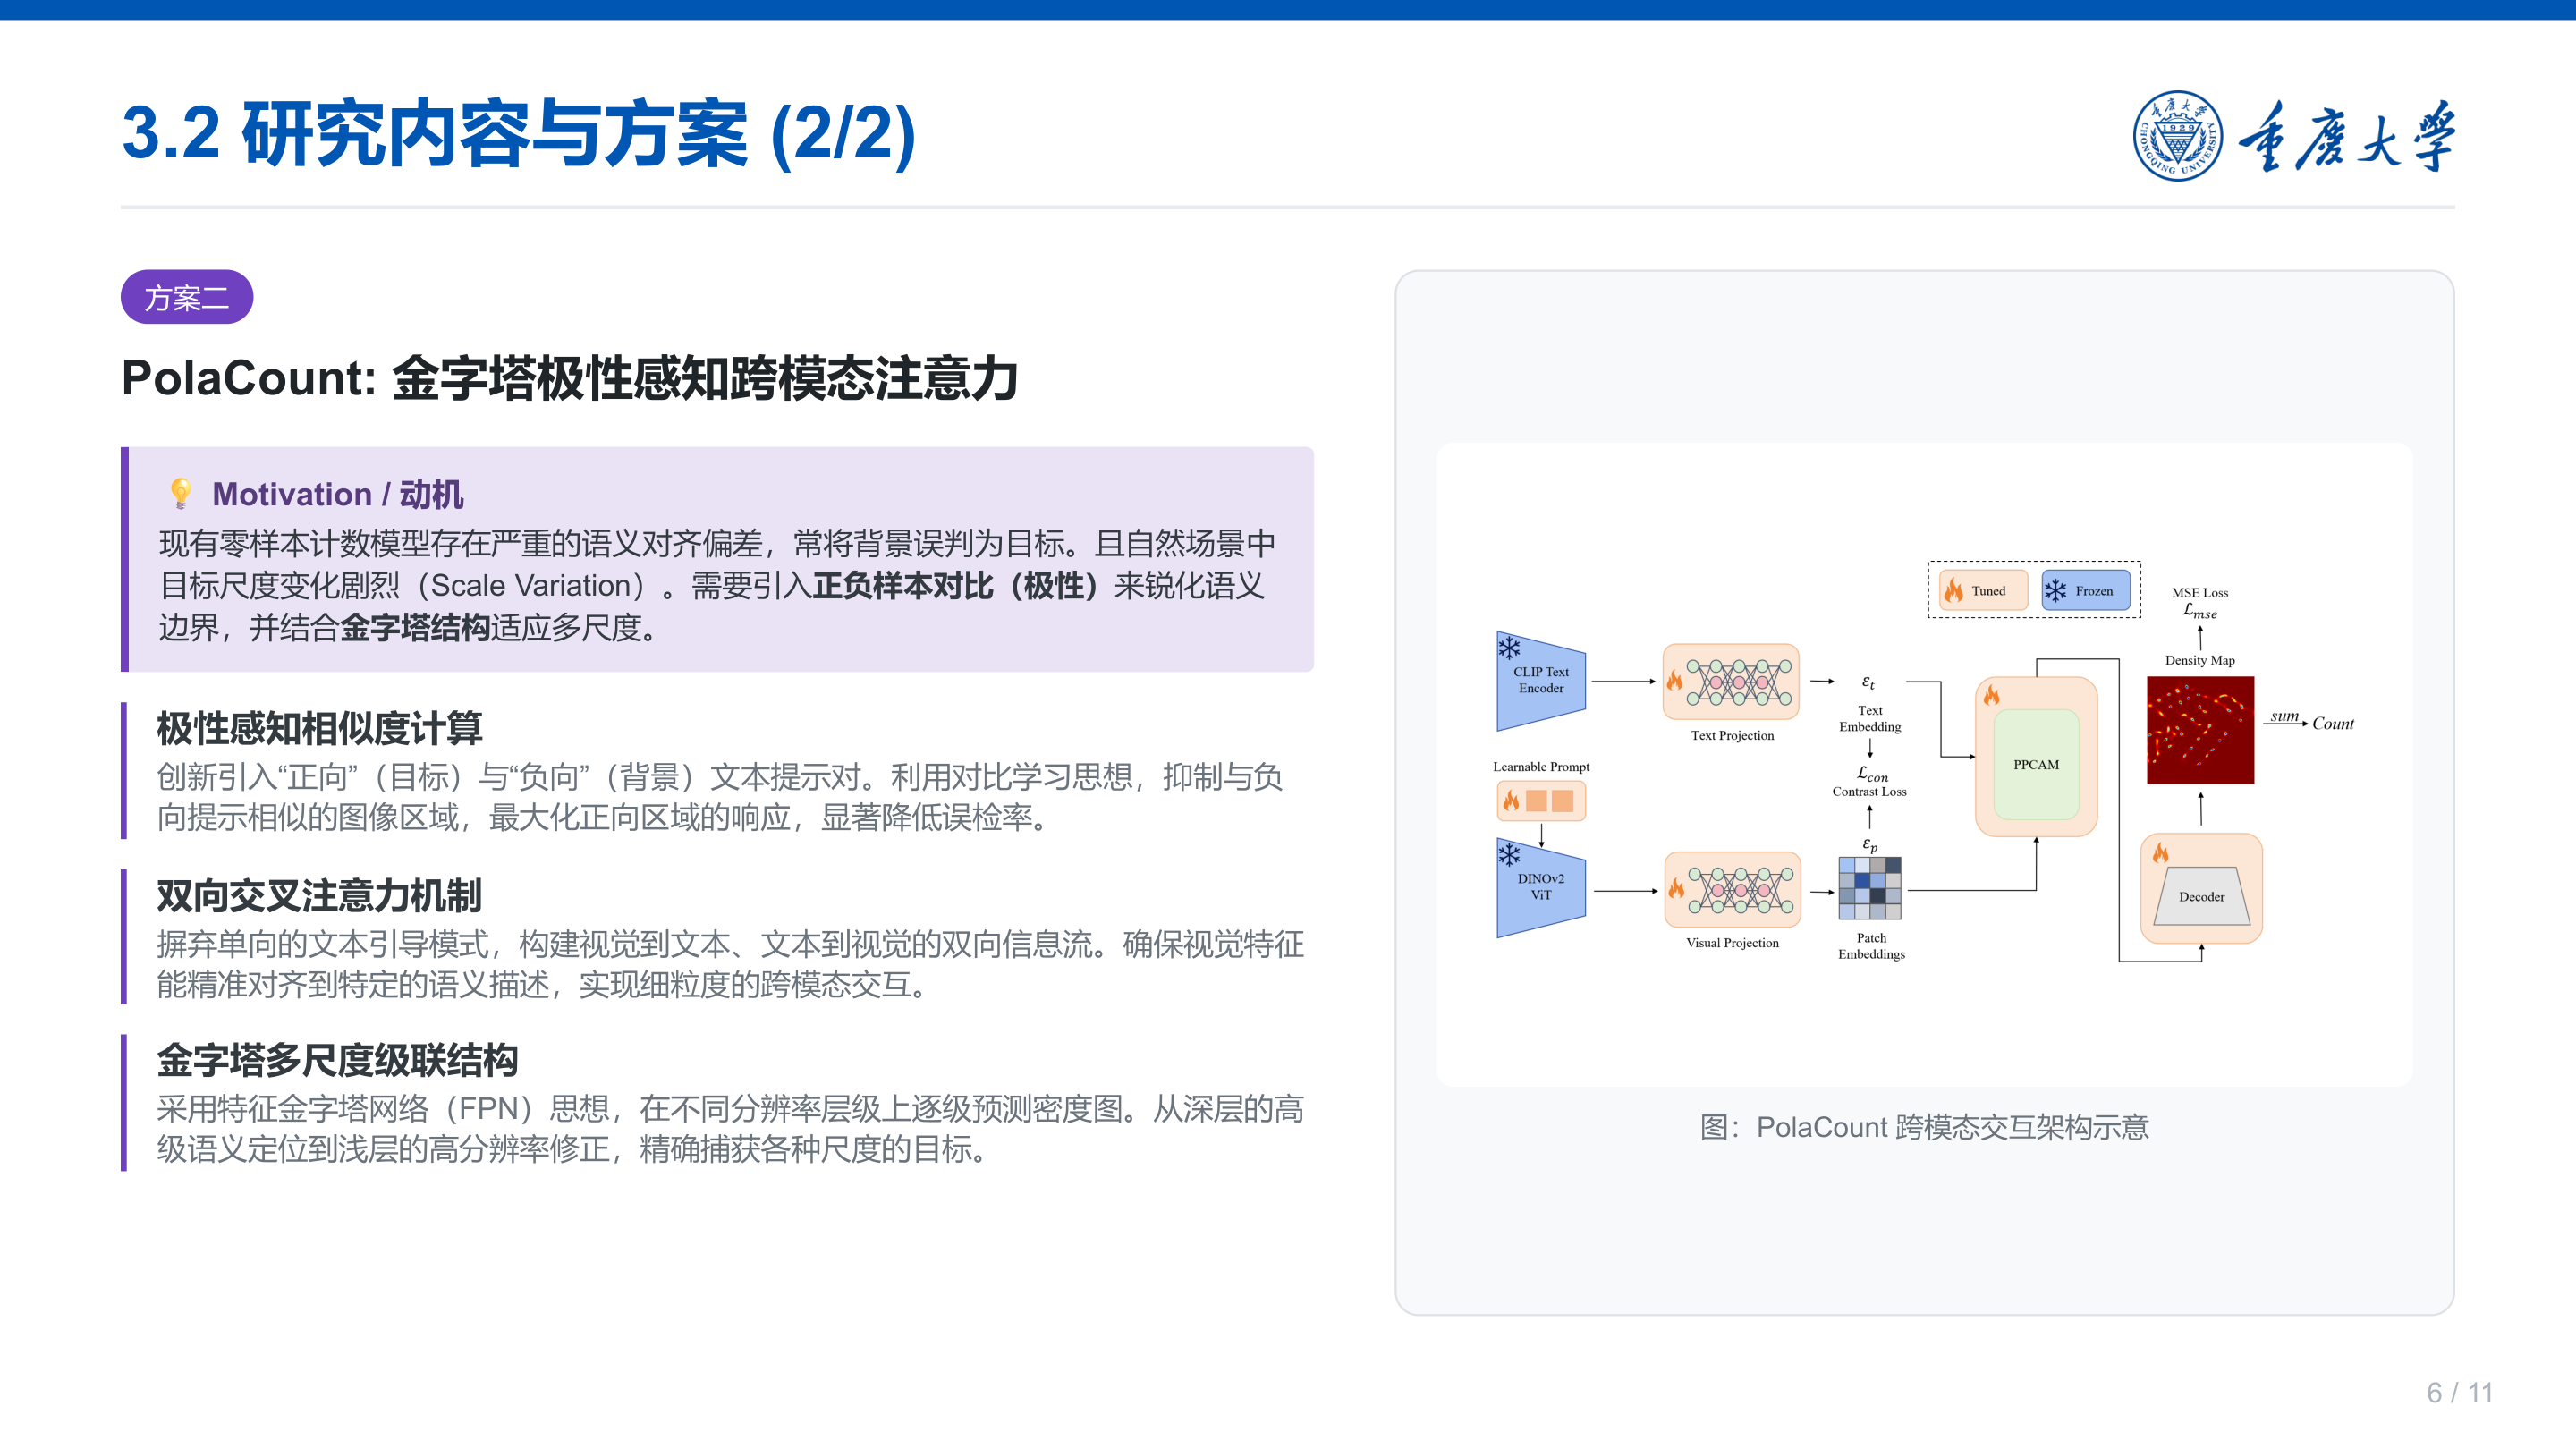 3.2 研究内容与方案 (2/2)
重慶大學
CHONGQING UNIVERSITY
1929
重慶大學
方案二
PolaCount: 金字塔极性感知跨模态注意力
💡 Motivation / 动机
现有零样本计数模型存在严重的语义对齐偏差，常将背景误判为目标。且自然场景中
目标尺度变化剧烈（Scale Variation）。需要引入正负样本对比（极性）来锐化语义
边界，并结合金字塔结构适应多尺度。
极性感知相似度计算
创新引入“正向”（目标）与“负向”（背景）文本提示对。利用对比学习思想，抑制与负
向提示相似的图像区域，最大化正向区域的响应，显著降低误检率。
双向交叉注意力机制
摒弃单向的文本引导模式，构建视觉到文本、文本到视觉的双向信息流。确保视觉特征
能精准对齐到特定的语义描述，实现细粒度的跨模态交互。
金字塔多尺度级联结构
采用特征金字塔网络（FPN）思想，在不同分辨率层级上逐级预测密度图。从深层的高
级语义定位到浅层的高分辨率修正，精确捕获各种尺度的目标。
Tuned
Frozen
MSE Loss
ℒmse
CLIP Text
Encoder
Text Projection
εt
Text
Embedding
Density Map
sum
Count
Learnable Prompt
ℒcon
Contrast Loss
PPCAM
DINOv2
ViT
Visual Projection
εp
Patch
Embeddings
Decoder
图：PolaCount 跨模态交互架构示意
6 / 11